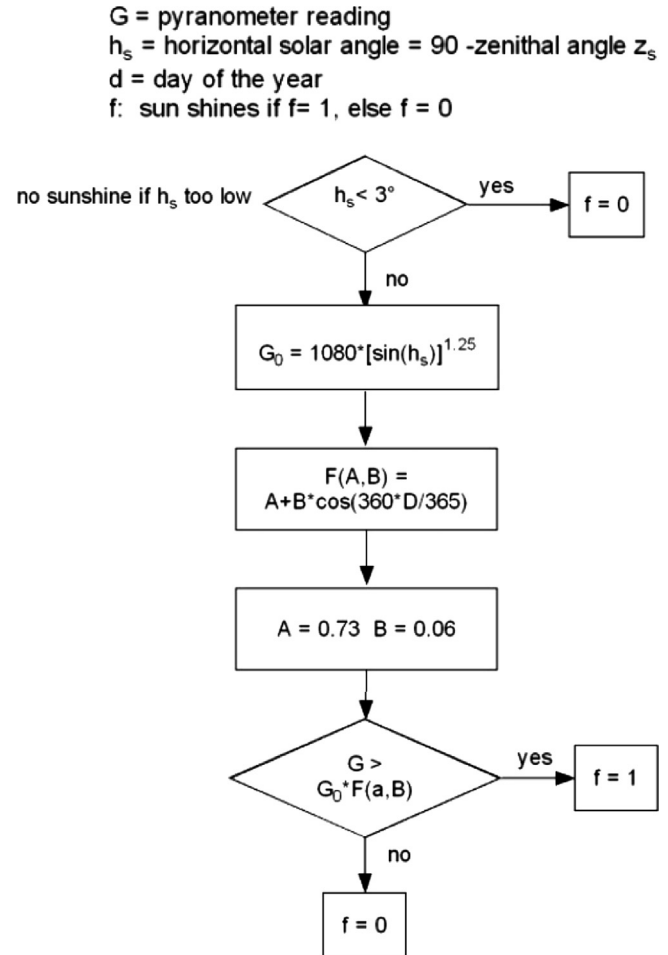 G = pyranometer reading
hₛ = horizontal solar angle = 90 -zenithal angle zₛ
d = day of the year
f: sun shines if f= 1, else f = 0
no sunshine if hₛ too low
hₛ< 3°
yes
f = 0
no
G₀ = 1080*[sin(hₛ)]¹·²⁵
F(A,B) =
A+B*cos(360*D/365)
A = 0.73 B = 0.06
G >
G₀*F(a,B)
yes
f = 1
no
f = 0